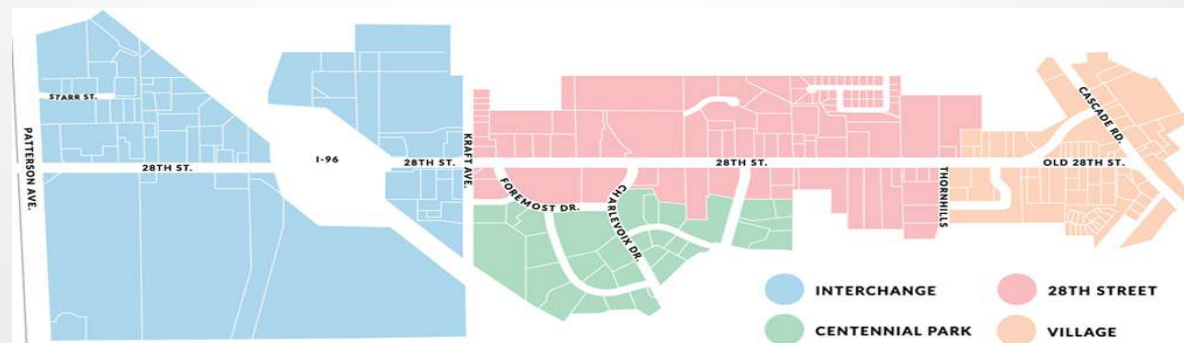 STARR ST.
PATTERSON AVE.
28TH ST.
I-96
28TH ST.
KRAFT AVE.
FOREMOST DR.
CHARLEVOIX DR.
28TH ST.
THORNHILLS
OLD 28TH ST.
CASCADE RD.
INTERCHANGE
28TH STREET
CENTENNIAL PARK
VILLAGE